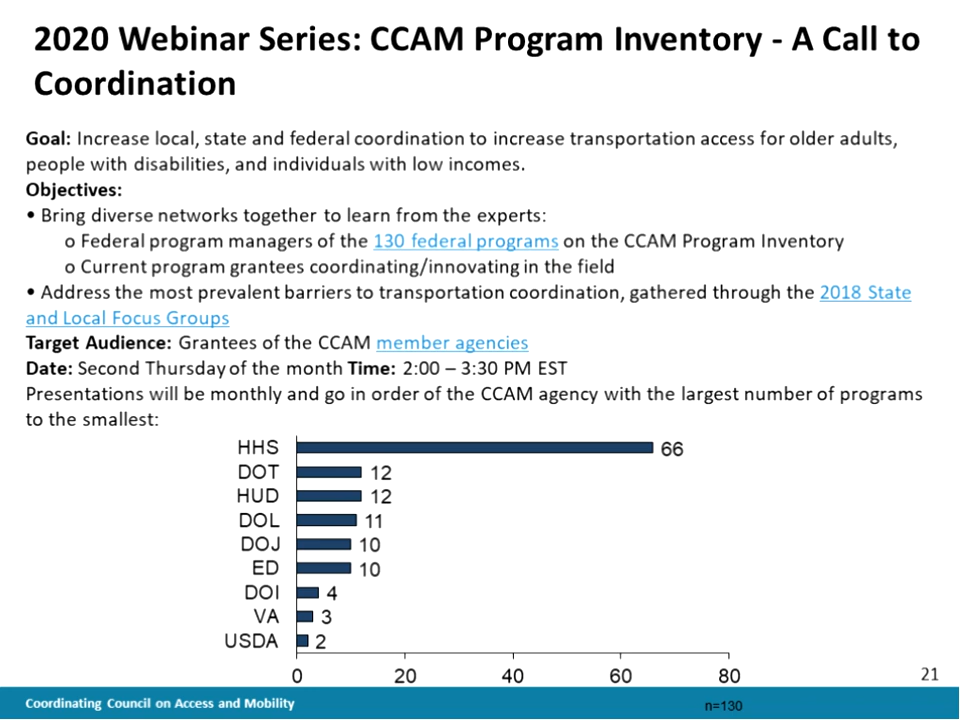 2020 Webinar Series: CCAM Program Inventory - A Call to
Coordination
Goal: Increase local, state and federal coordination to increase transportation access for older adults,
people with disabilities, and individuals with low incomes.
Objectives:
• Bring diverse networks together to learn from the experts:
o Federal program managers of the 130 federal programs on the CCAM Program Inventory
o Current program grantees coordinating/innovating in the field
• Address the most prevalent barriers to transportation coordination, gathered through the 2018 State
and Local Focus Groups
Target Audience: Grantees of the CCAM member agencies
Date: Second Thursday of the month Time: 2:00 – 3:30 PM EST
Presentations will be monthly and go in order of the CCAM agency with the largest number of programs
to the smallest:
HHS 66
DOT 12
HUD 12
DOL 11
DOJ 10
ED 10
DOI 4
VA 3
USDA 2
0 20 40 60 80
21
Coordinating Council on Access and Mobility
n=130